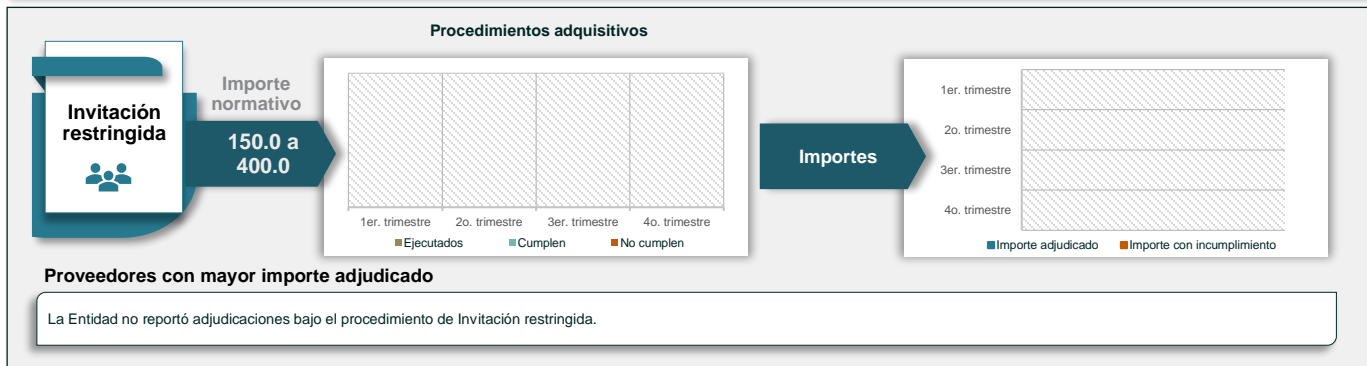 Procedimientos adquisitivos
Invitación
restringida
Importe
normativo
150.0 a
400.0
1er. trimestre
2o. trimestre
3er. trimestre
4o. trimestre
Ejecutados
Cumplen
No cumplen
Importes
1er. trimestre
2o. trimestre
3er. trimestre
4o. trimestre
Importe adjudicado
Importe con incumplimiento
Proveedores con mayor importe adjudicado
La Entidad no reportó adjudicaciones bajo el procedimiento de Invitación restringida.